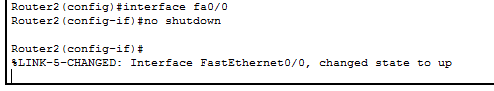 Router2(config)#interface fa0/0
Router2(config-if)#no shutdown
Router2(config-if)#
%LINK-5-CHANGED: Interface FastEthernet0/0, changed state to up